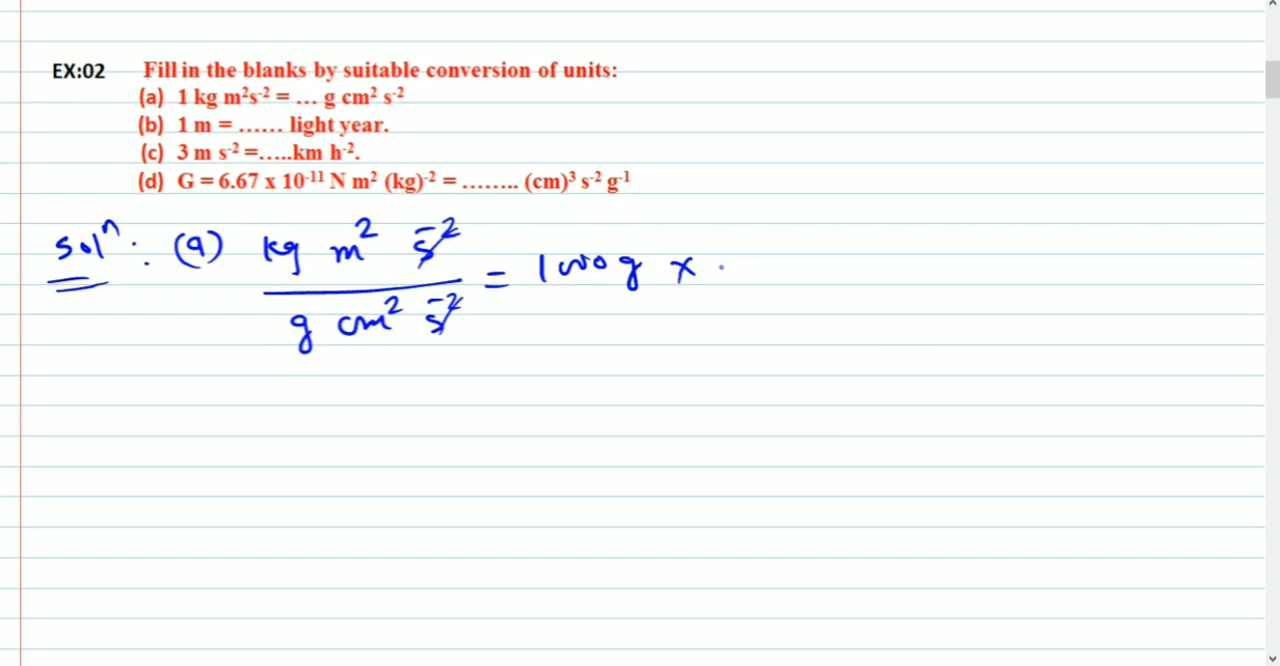 EX:02 Fill in the blanks by suitable conversion of units:
(a) 1 kg m²s⁻² = ... g cm² s⁻²
(b) 1 m = ...... light year.
(c) 3 m s⁻² =.....km h⁻².
(d) G = 6.67 x 10⁻¹¹ N m² (kg)⁻² = ........ (cm)³ s⁻² g⁻¹
Solⁿ: (a) kg m² s⁻² / g cm² s⁻² = 1000 g x